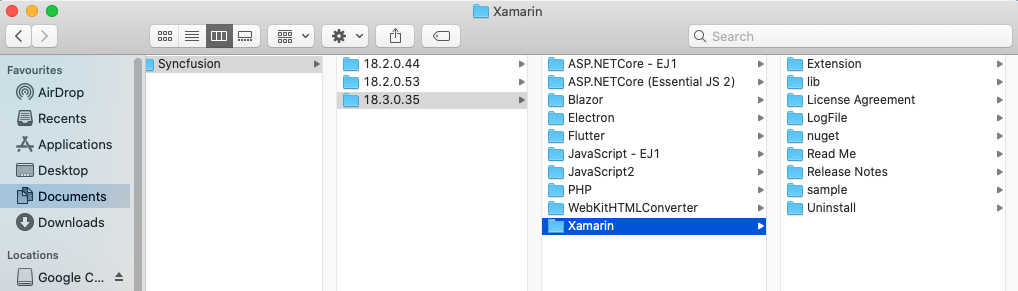 Xamarin
Search
Favourites
AirDrop
Recents
Applications
Desktop
Documents
Downloads
Locations
Google C...
Syncfusion
18.2.0.44
18.2.0.53
18.3.0.35
ASP.NETCore - EJ1
ASP.NETCore (Essential JS 2)
Blazor
Electron
Flutter
JavaScript - EJ1
JavaScript2
PHP
WebKitHTMLConverter
Xamarin
Extension
lib
License Agreement
LogFile
nuget
Read Me
Release Notes
sample
Uninstall